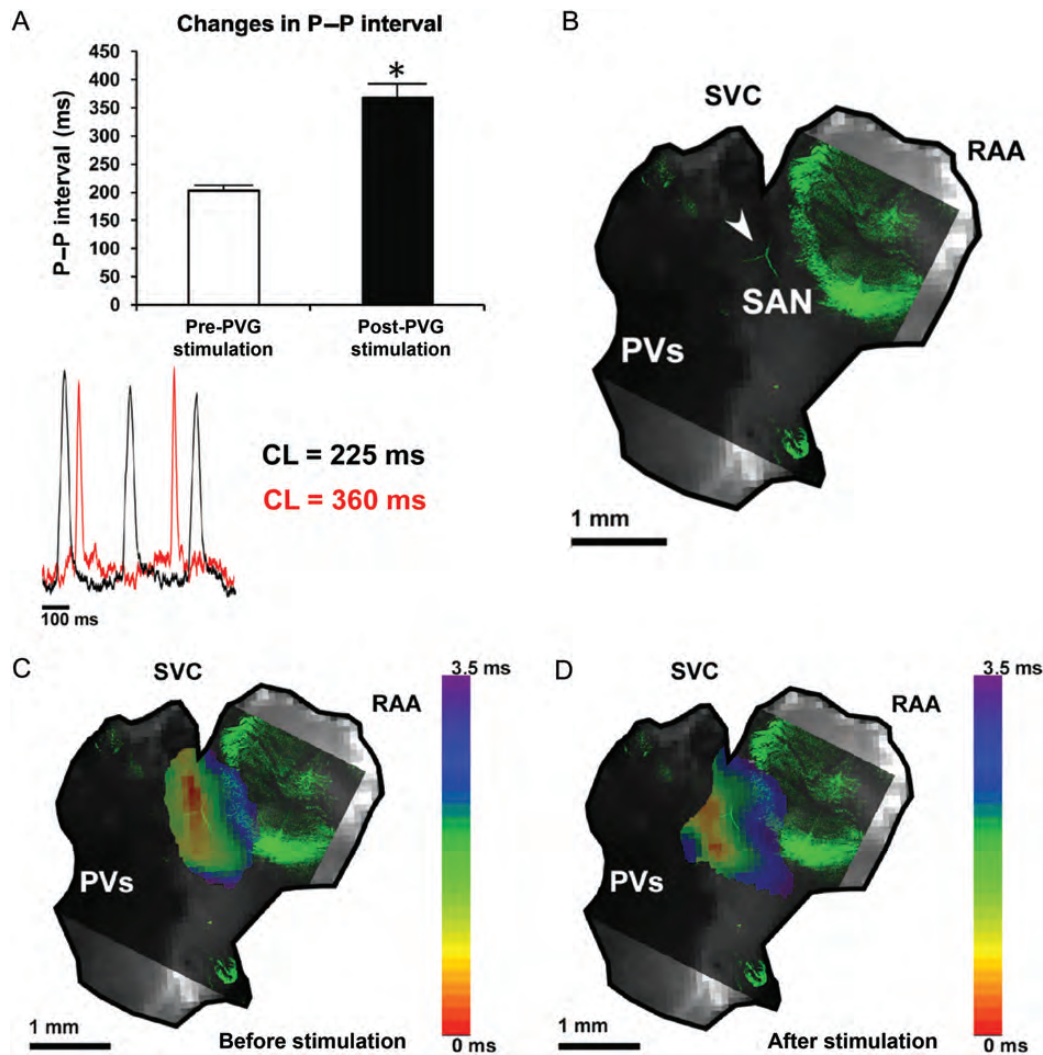 A
Changes in P–P interval
P–P interval (ms)
450
400
350
300
250
200
150
100
50
0
*
Pre-PVG
stimulation
Post-PVG
stimulation
CL = 225 ms
CL = 360 ms
100 ms
B
SVC
RAA
SAN
PVs
1 mm
C
SVC
RAA
PVs
3.5 ms
0 ms
1 mm
Before stimulation
D
SVC
RAA
PVs
3.5 ms
0 ms
1 mm
After stimulation